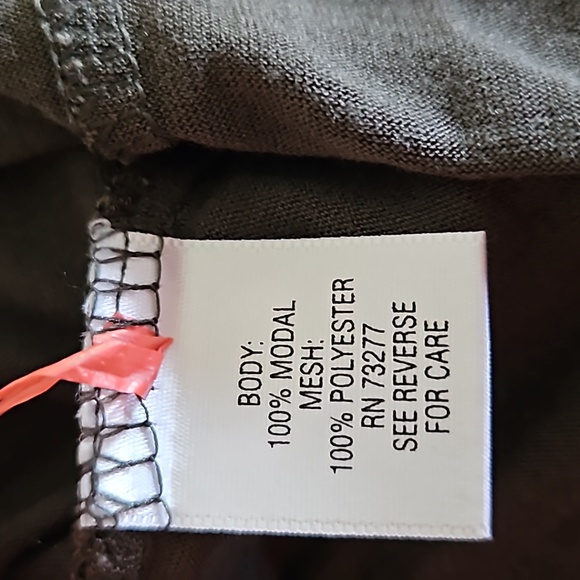 BODY:
100% MODAL
MESH:
100% POLYESTER
RN 73277
SEE REVERSE
FOR CARE